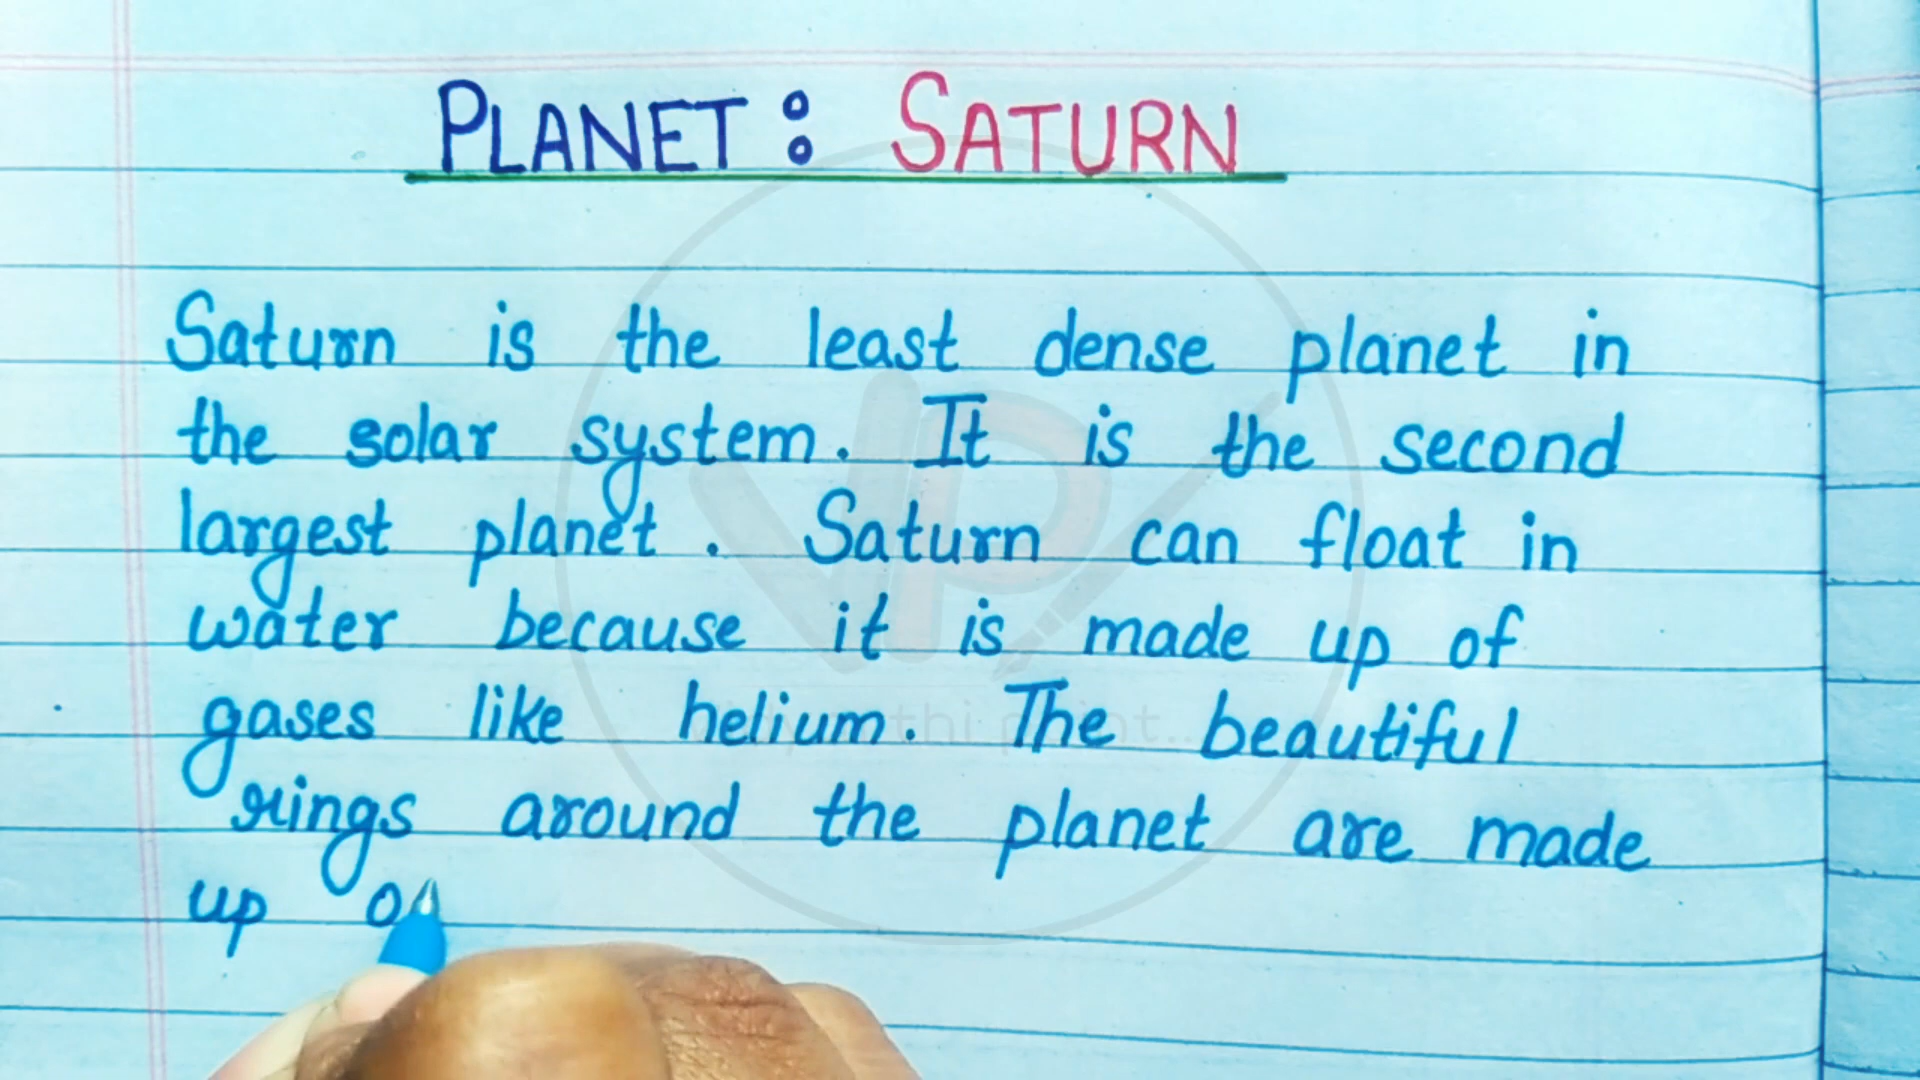 PLANET: SATURN
Saturn is the least dense planet in
the solar system. It is the second
largest planet. Saturn can float in
water because it is made up of
gases like helium. The beautiful
rings around the planet are made
up o